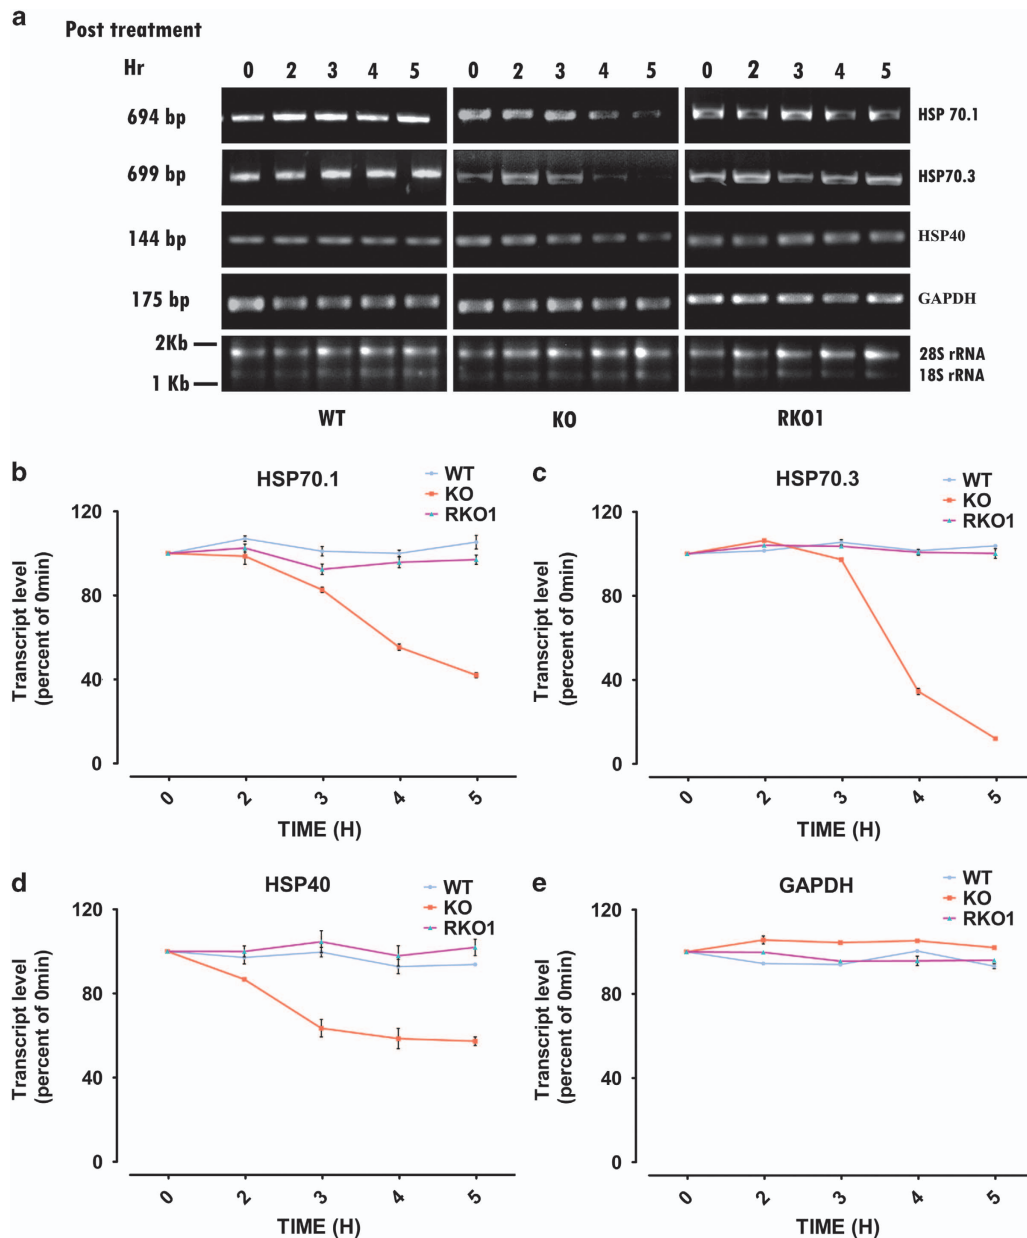 a
Post treatment
Hr 0 2 3 4 5 0 2 3 4 5 0 2 3 4 5
694 bp HSP 70.1
699 bp HSP70.3
144 bp HSP40
175 bp GAPDH
2Kb 28S rRNA
1 Kb 18S rRNA
WT KO RKO1
b
HSP70.1
WT
KO
RKO1
Transcript level
(percent of 0min)
120
80
40
0
0 2 3 4 5
TIME (H)
c
HSP70.3
WT
KO
RKO1
Transcript level
(percent of 0min)
120
80
40
0
0 2 3 4 5
TIME (H)
d
HSP40
WT
KO
RKO1
Transcript level
(percent of 0min)
120
80
40
0
0 2 3 4 5
TIME (H)
e
GAPDH
WT
KO
RKO1
Transcript level
(percent of 0min)
120
80
40
0
0 2 3 4 5
TIME (H)